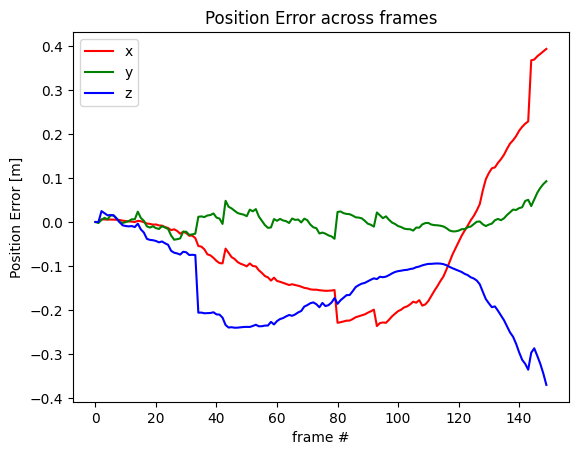 Position Error across frames
x
y
z
Position Error [m]
0.4
0.3
0.2
0.1
0.0
−0.1
−0.2
−0.3
−0.4
0 20 40 60 80 100 120 140
frame #